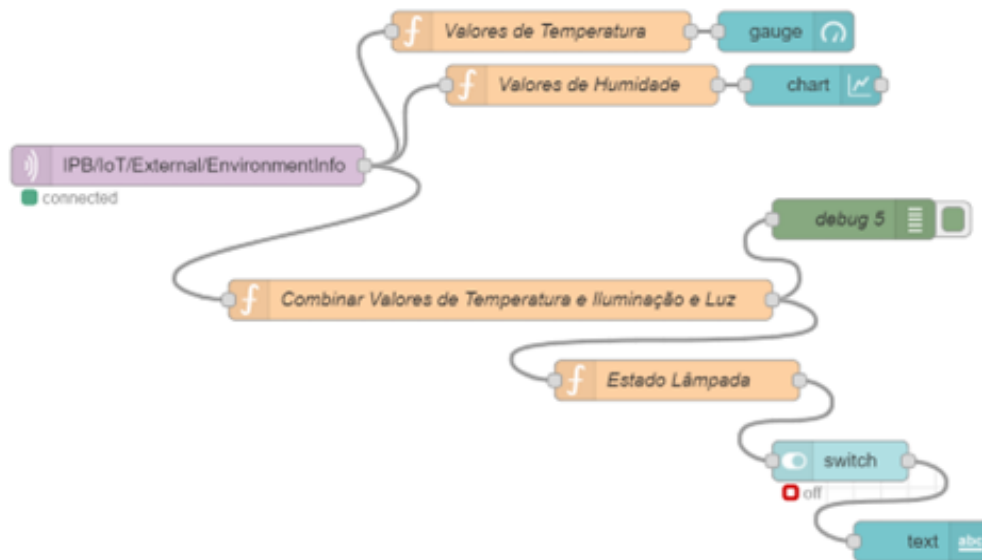 Valores de Temperatura
gauge
Valores de Humidade
chart
IPB/IoT/External/EnvironmentInfo
connected
debug 5
Combinar Valores de Temperatura e Iluminação e Luz
Estado Lâmpada
switch
off
text
abc